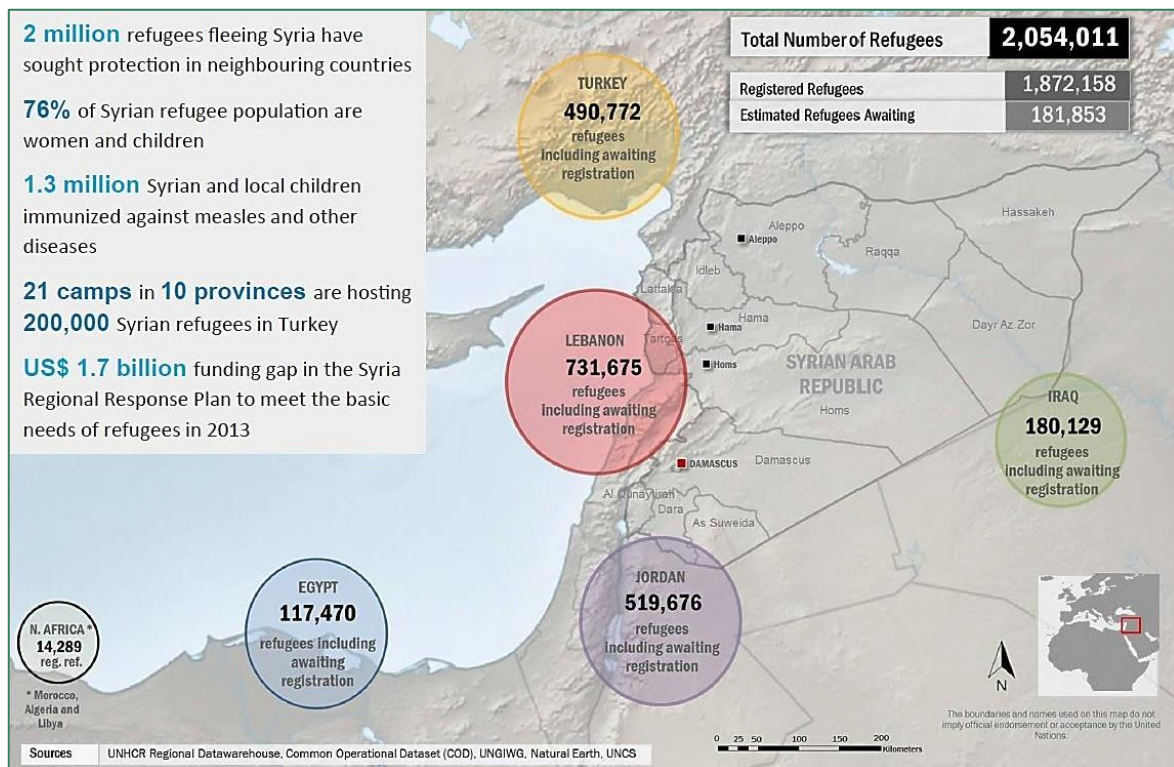 2 million refugees fleeing Syria have
sought protection in neighbouring countries
76% of Syrian refugee population are
women and children
1.3 million Syrian and local children
immunized against measles and other
diseases
21 camps in 10 provinces are hosting
200,000 Syrian refugees in Turkey
US$ 1.7 billion funding gap in the Syria
Regional Response Plan to meet the basic
needs of refugees in 2013
Total Number of Refugees 2,054,011
Registered Refugees 1,872,158
Estimated Refugees Awaiting 181,853
TURKEY
490,772
refugees
including awaiting
registration
Hassakeh
Aleppo
Aleppo
Raqqa
Idleb
Lattakia
Hama
Hama
Tartous
Dayr Az Zor
Homs
SYRIAN ARAB
REPUBLIC
Homs
LEBANON
731,675
refugees
including awaiting
registration
IRAQ
180,129
refugees
including awaiting
registration
DAMASCUS
Damascus
Al Qunaytirah
Dara
As Suweida
JORDAN
519,676
refugees
including awaiting
registration
EGYPT
117,470
refugees including
awaiting
registration
N. AFRICA *
14,289
reg. ref.
* Morocco,
Algeria and
Libya
N
The boundaries and names used on this map do not
imply official endorsement or acceptance by the United
Nations.
0 25 50 100 150 200
Kilometers
Sources UNHCR Regional Datawarehouse, Common Operational Dataset (COD), UNGIWG, Natural Earth, UNCS